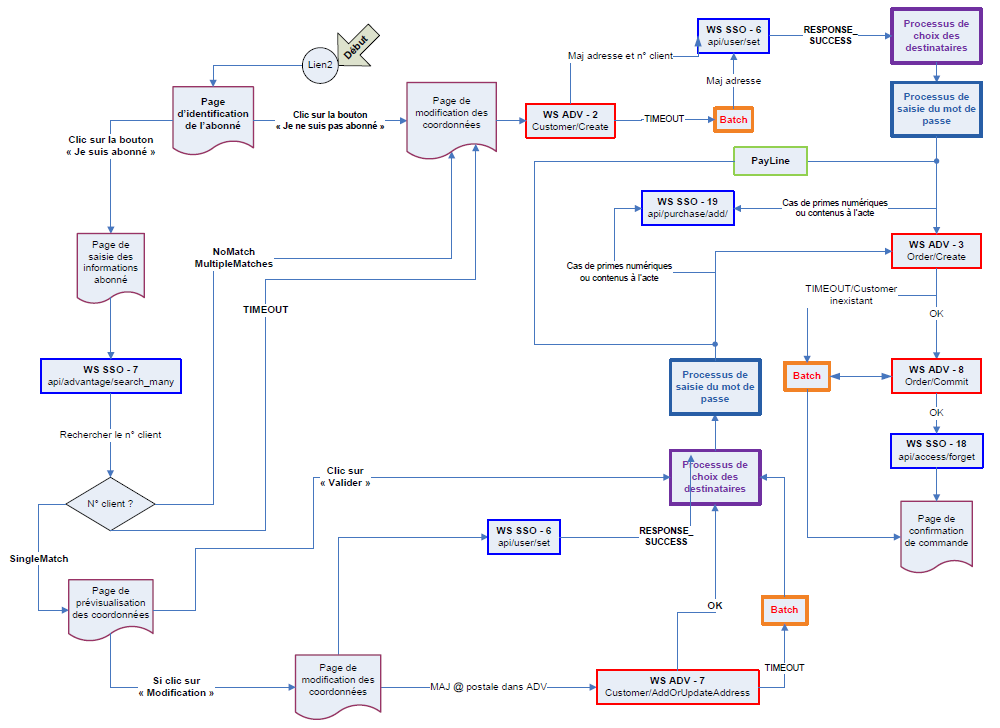 Début
Lien2
Page
d'identification
de l'abonné
Clic sur la bouton
« Je suis abonné »
Clic sur la bouton
« Je ne suis pas abonné »
Page de
modification des
coordonnées
WS ADV - 2
Customer/Create
Maj adresse et n° client
TIMEOUT
Batch
Maj adresse
WS SSO - 6
api/user/set
RESPONSE_
SUCCESS
Processus de
choix des
destinataires
Processus de
saisie du mot de
passe
PayLine
WS SSO - 19
api/purchase/add/
Cas de primes numériques
ou contenus à l'acte
WS ADV - 3
Order/Create
Cas de primes numériques
ou contenus à l'acte
TIMEOUT/Customer
inexistant
OK
Page de
saisie des
informations
abonné
NoMatch
MultipleMatches
TIMEOUT
WS SSO - 7
api/advantage/search_many
Rechercher le n° client
N° client ?
SingleMatch
Processus de
saisie du mot de
passe
Batch
WS ADV - 8
Order/Commit
OK
WS SSO - 18
api/access/forget
Page de
confirmation
de commande
Clic sur
« Valider »
Processus de
choix des
destinataires
WS SSO - 6
api/user/set
RESPONSE_
SUCCESS
Page de
prévisualisation
des coordonnées
OK
Batch
TIMEOUT
Si clic sur
« Modification »
Page de
modification des
coordonnées
MAJ @ postale dans ADV
WS ADV - 7
Customer/AddOrUpdateAddress